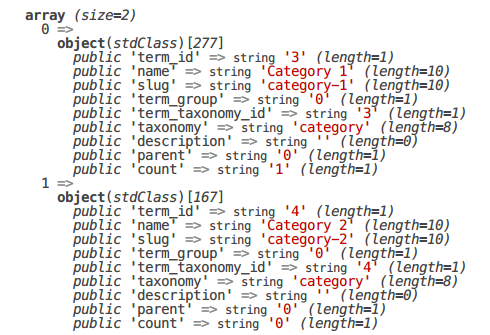 array (size=2)
0 =>
object(stdClass)[277]
public 'term_id' => string '3' (length=1)
public 'name' => string 'Category 1' (length=10)
public 'slug' => string 'category-1' (length=10)
public 'term_group' => string '0' (length=1)
public 'term_taxonomy_id' => string '3' (length=1)
public 'taxonomy' => string 'category' (length=8)
public 'description' => string '' (length=0)
public 'parent' => string '0' (length=1)
public 'count' => string '1' (length=1)
1 =>
object(stdClass)[167]
public 'term_id' => string '4' (length=1)
public 'name' => string 'Category 2' (length=10)
public 'slug' => string 'category-2' (length=10)
public 'term_group' => string '0' (length=1)
public 'term_taxonomy_id' => string '4' (length=1)
public 'taxonomy' => string 'category' (length=8)
public 'description' => string '' (length=0)
public 'parent' => string '0' (length=1)
public 'count' => string '0' (length=1)